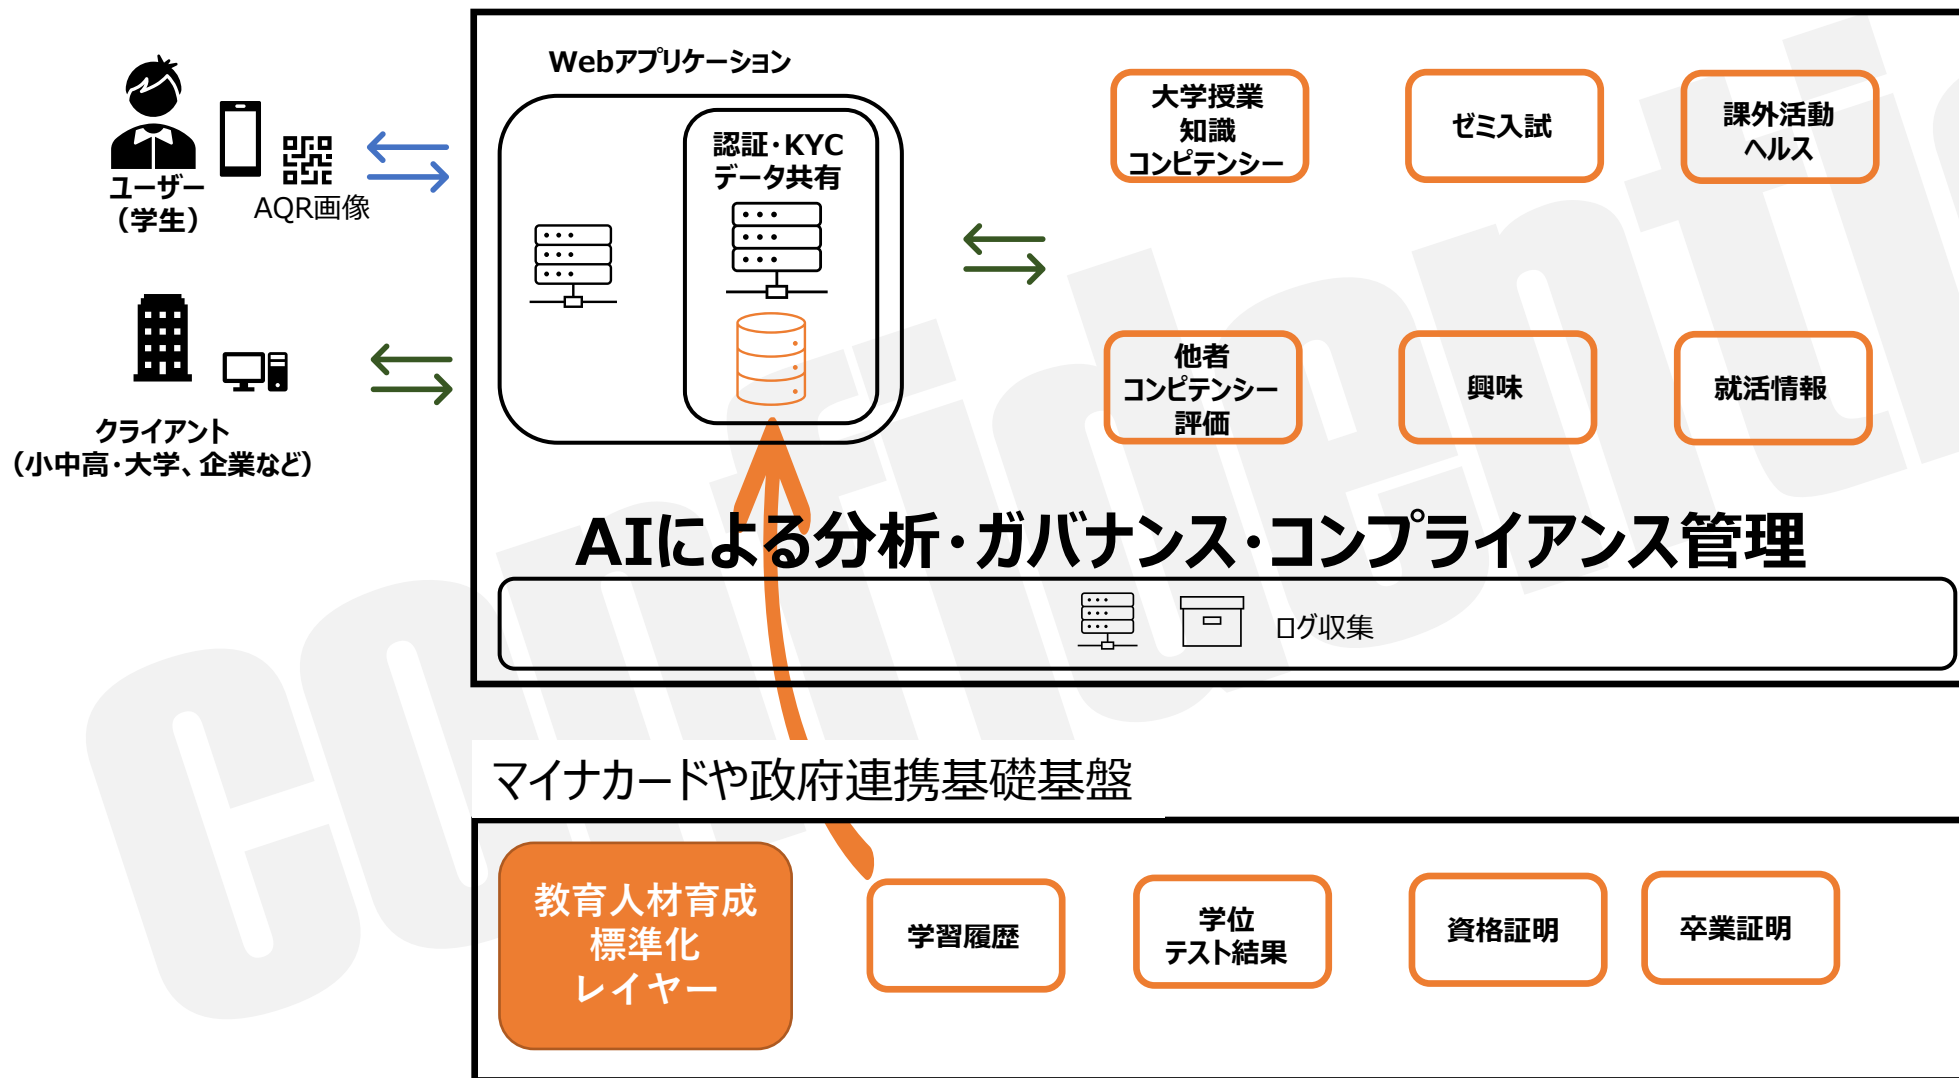 Webアプリケーション
認証・KYC
データ共有
大学授業
知識
コンピテンシー
ゼミ入試
課外活動
ヘルス
ユーザー
（学生）
AQR画像
他者
コンピテンシー
評価
興味
就活情報
クライアント
（小中高・大学、企業など）
AIによる分析・ガバナンス・コンプライアンス管理
ログ収集
マイナカードや政府連携基礎基盤
教育人材育成
標準化
レイヤー
学習履歴
学位
テスト結果
資格証明
卒業証明
confidenti